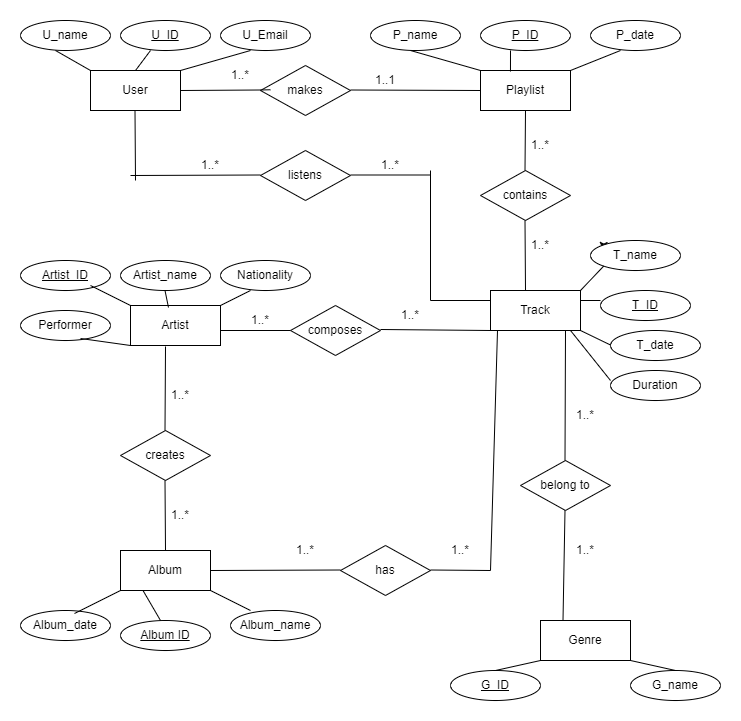 U_name
U_ID
U_Email
P_name
P_ID
P_date
User
1..*
makes
1..1
Playlist
1..*
1..*
listens
1..*
contains
1..*
T_name
Artist_ID
Artist_name
Nationality
T_ID
Performer
Artist
1..*
composes
1..*
Track
T_date
Duration
1..*
1..*
creates
belong to
1..*
1..*
1..*
1..*
Album
has
Album_date
Album ID
Album_name
Genre
G_ID
G_name